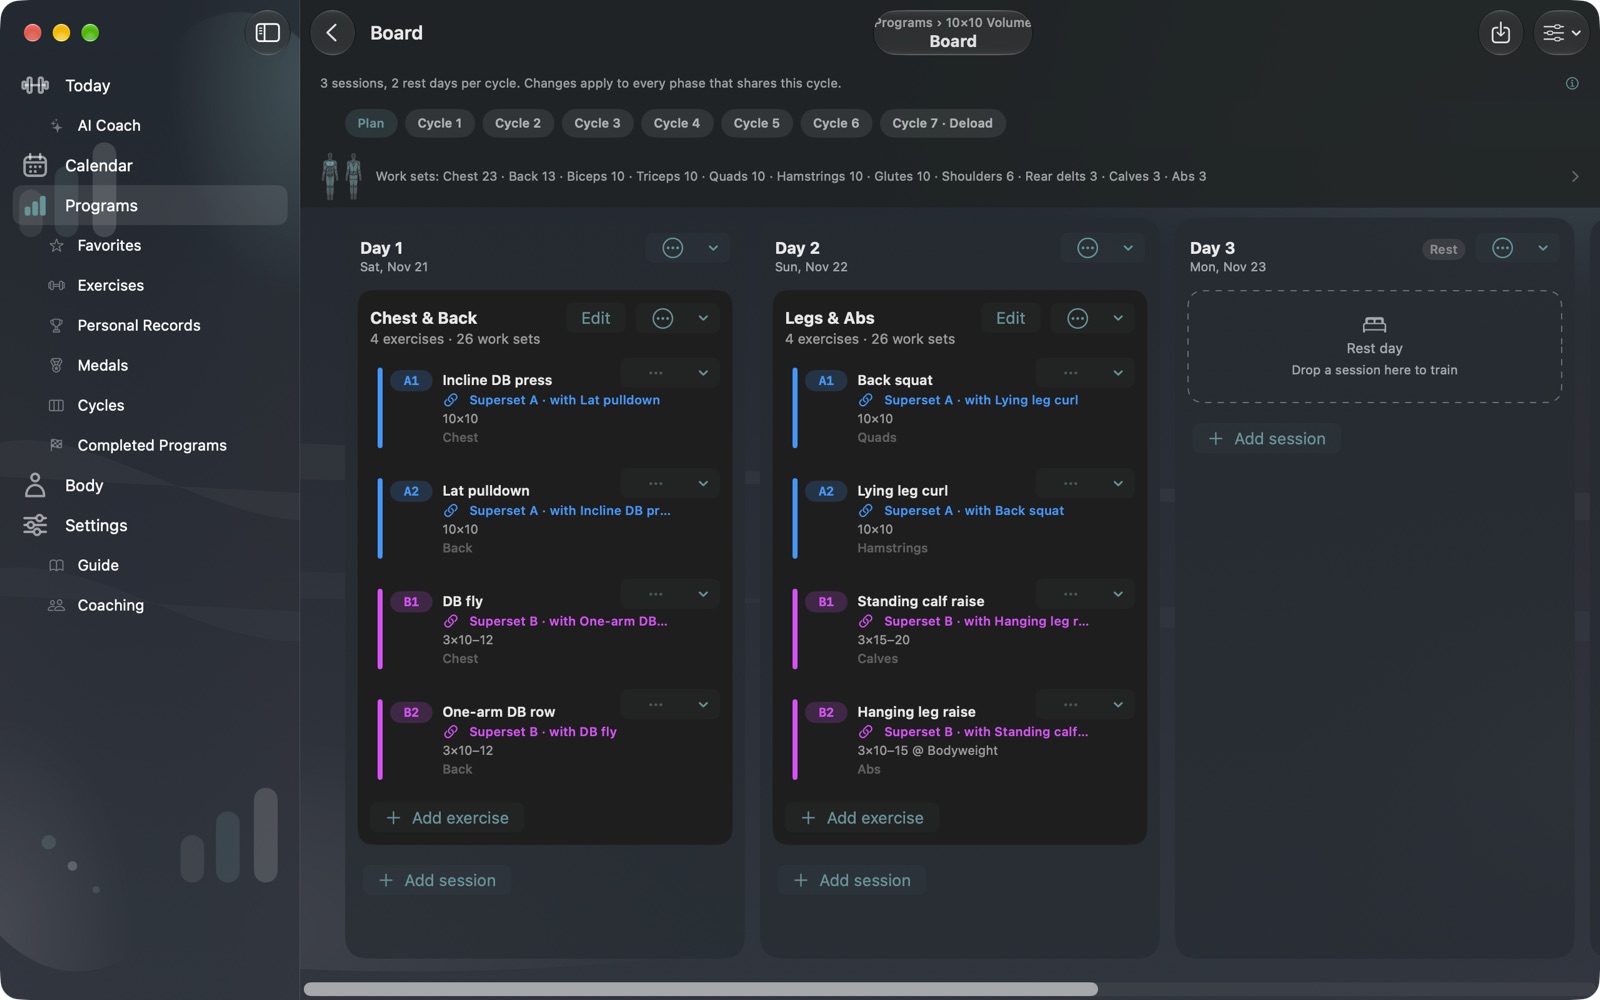 Today
AI Coach
Calendar
Programs
Favorites
Exercises
Personal Records
Medals
Cycles
Completed Programs
Body
Settings
Guide
Coaching
Board
Programs › 10×10 Volume
Board
3 sessions, 2 rest days per cycle. Changes apply to every phase that shares this cycle.
Plan
Cycle 1
Cycle 2
Cycle 3
Cycle 4
Cycle 5
Cycle 6
Cycle 7 · Deload
Work sets: Chest 23 · Back 13 · Biceps 10 · Triceps 10 · Quads 10 · Hamstrings 10 · Glutes 10 · Shoulders 6 · Rear delts 3 · Calves 3 · Abs 3
Day 1
Sat, Nov 21
Chest & Back
Edit
4 exercises · 26 work sets
A1
Incline DB press
Superset A · with Lat pulldown
10×10
Chest
A2
Lat pulldown
Superset A · with Incline DB pr...
10×10
Back
B1
DB fly
Superset B · with One-arm DB...
3×10–12
Chest
B2
One-arm DB row
Superset B · with DB fly
3×10–12
Back
+ Add exercise
+ Add session
Day 2
Sun, Nov 22
Legs & Abs
Edit
4 exercises · 26 work sets
A1
Back squat
Superset A · with Lying leg curl
10×10
Quads
A2
Lying leg curl
Superset A · with Back squat
10×10
Hamstrings
B1
Standing calf raise
Superset B · with Hanging leg r...
3×15–20
Calves
B2
Hanging leg raise
Superset B · with Standing calf...
3×10–15 @ Bodyweight
Abs
+ Add exercise
+ Add session
Day 3
Rest
Mon, Nov 23
Rest day
Drop a session here to train
+ Add session